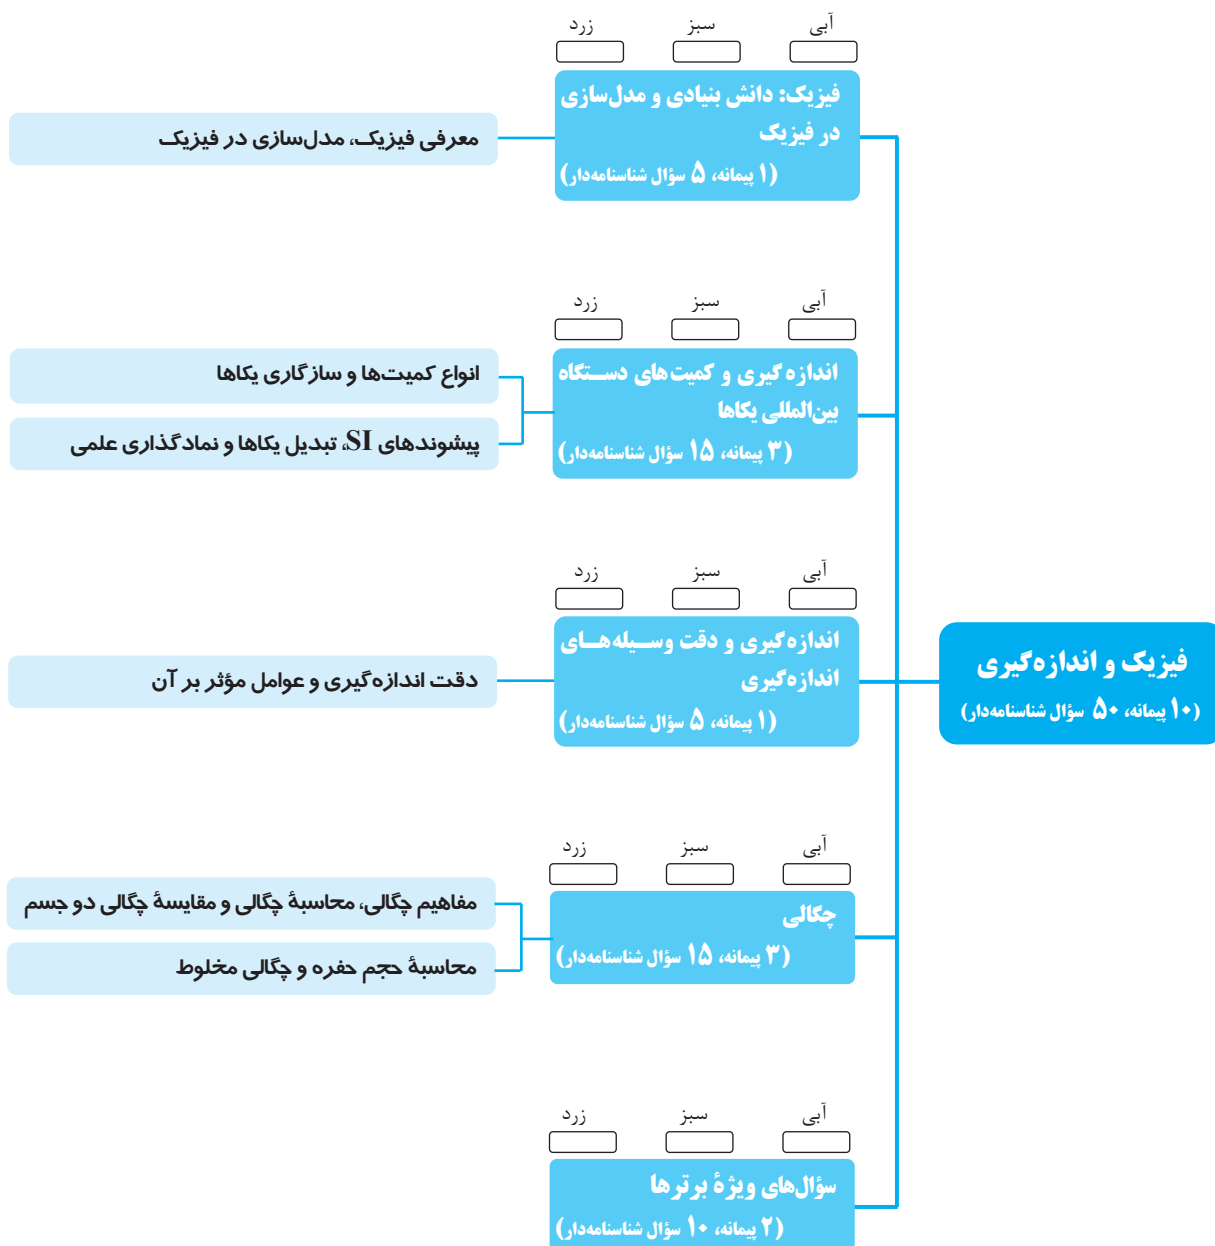 آبی سبز زرد
فیزیک: دانش بنیادی و مدل‌سازی
در فیزیک
(۱ پیمانه، ۵ سؤال شناسنامه‌دار)
معرفی فیزیک، مدل‌سازی در فیزیک
آبی سبز زرد
اندازه گیری و کمیت‌های دستگاه
بین‌المللی یکاها
(۳ پیمانه، ۱۵ سؤال شناسنامه‌دار)
انواع کمیت‌ها و سازگاری یکاها
پیشوندهای SI، تبدیل یکاها و نمادگذاری علمی
آبی سبز زرد
اندازه‌گیری و دقت وسیله‌های
اندازه‌گیری
(۱ پیمانه، ۵ سؤال شناسنامه‌دار)
دقت اندازه‌گیری و عوامل مؤثر بر آن
فیزیک و اندازه‌گیری
(۱۰ پیمانه، ۵۰ سؤال شناسنامه‌دار)
آبی سبز زرد
چگالی
(۳ پیمانه، ۱۵ سؤال شناسنامه‌دار)
مفاهیم چگالی، محاسبۀ چگالی و مقایسۀ چگالی دو جسم
محاسبۀ حجم حفره و چگالی مخلوط
آبی سبز زرد
سؤال‌های ویژۀ برترها
(۲ پیمانه، ۱۰ سؤال شناسنامه‌دار)